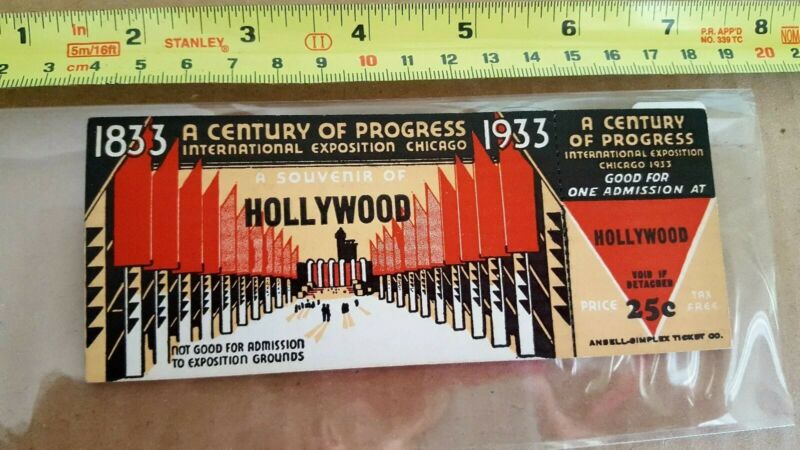 1 in 2 STANLEY® 3 II 4 5 6 7 P.R. APP'D 8
5m/16ft NO. 339 TC NOM
2 3 cm 4 5 6 7 8 9 10 11 12 13 14 15 16 17 18 19 20
1833 A CENTURY OF PROGRESS 1933
INTERNATIONAL EXPOSITION CHICAGO
A SOUVENIR OF
HOLLYWOOD
NOT GOOD FOR ADMISSION
TO EXPOSITION GROUNDS
A CENTURY
OF PROGRESS
INTERNATIONAL EXPOSITION
CHICAGO 1933
GOOD FOR
ONE ADMISSION AT
HOLLYWOOD
VOID IF
DETACHED
PRICE 25c TAX
FREE
ANSELL-SIMPLEX TICKET CO.